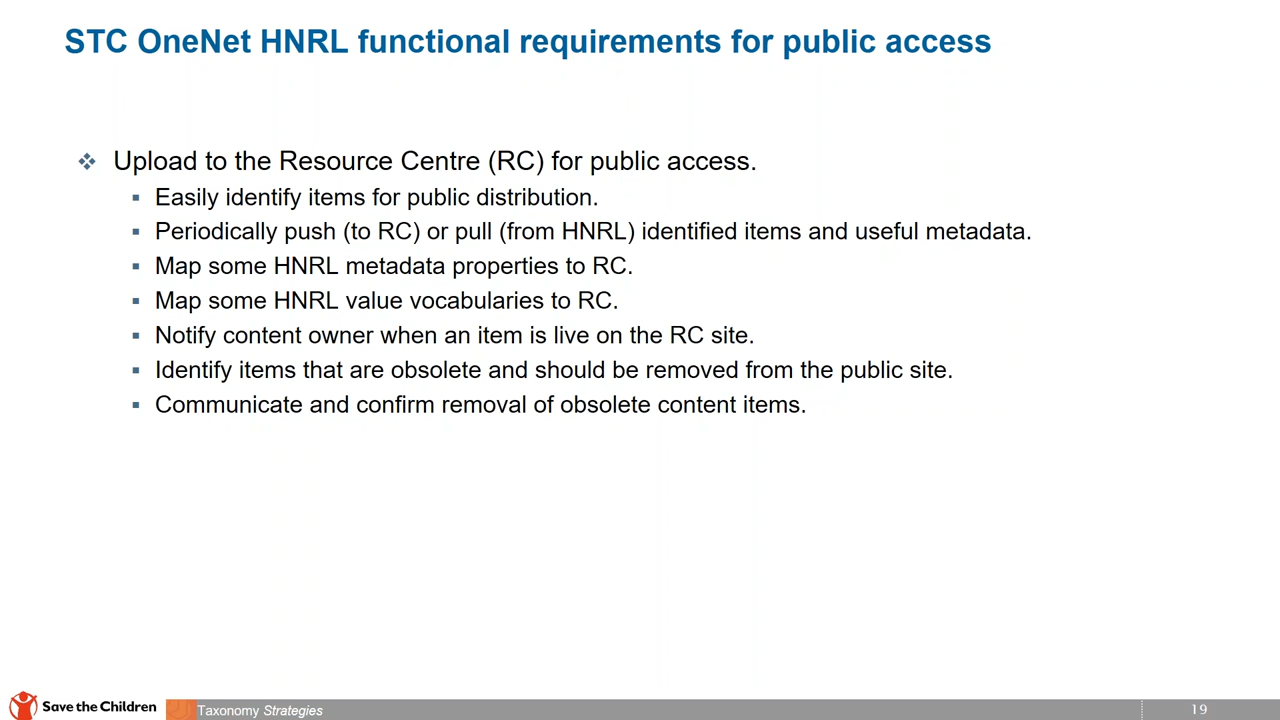 STC OneNet HNRL functional requirements for public access
❖ Upload to the Resource Centre (RC) for public access.
▪ Easily identify items for public distribution.
▪ Periodically push (to RC) or pull (from HNRL) identified items and useful metadata.
▪ Map some HNRL metadata properties to RC.
▪ Map some HNRL value vocabularies to RC.
▪ Notify content owner when an item is live on the RC site.
▪ Identify items that are obsolete and should be removed from the public site.
▪ Communicate and confirm removal of obsolete content items.
Save the Children
Taxonomy Strategies
19